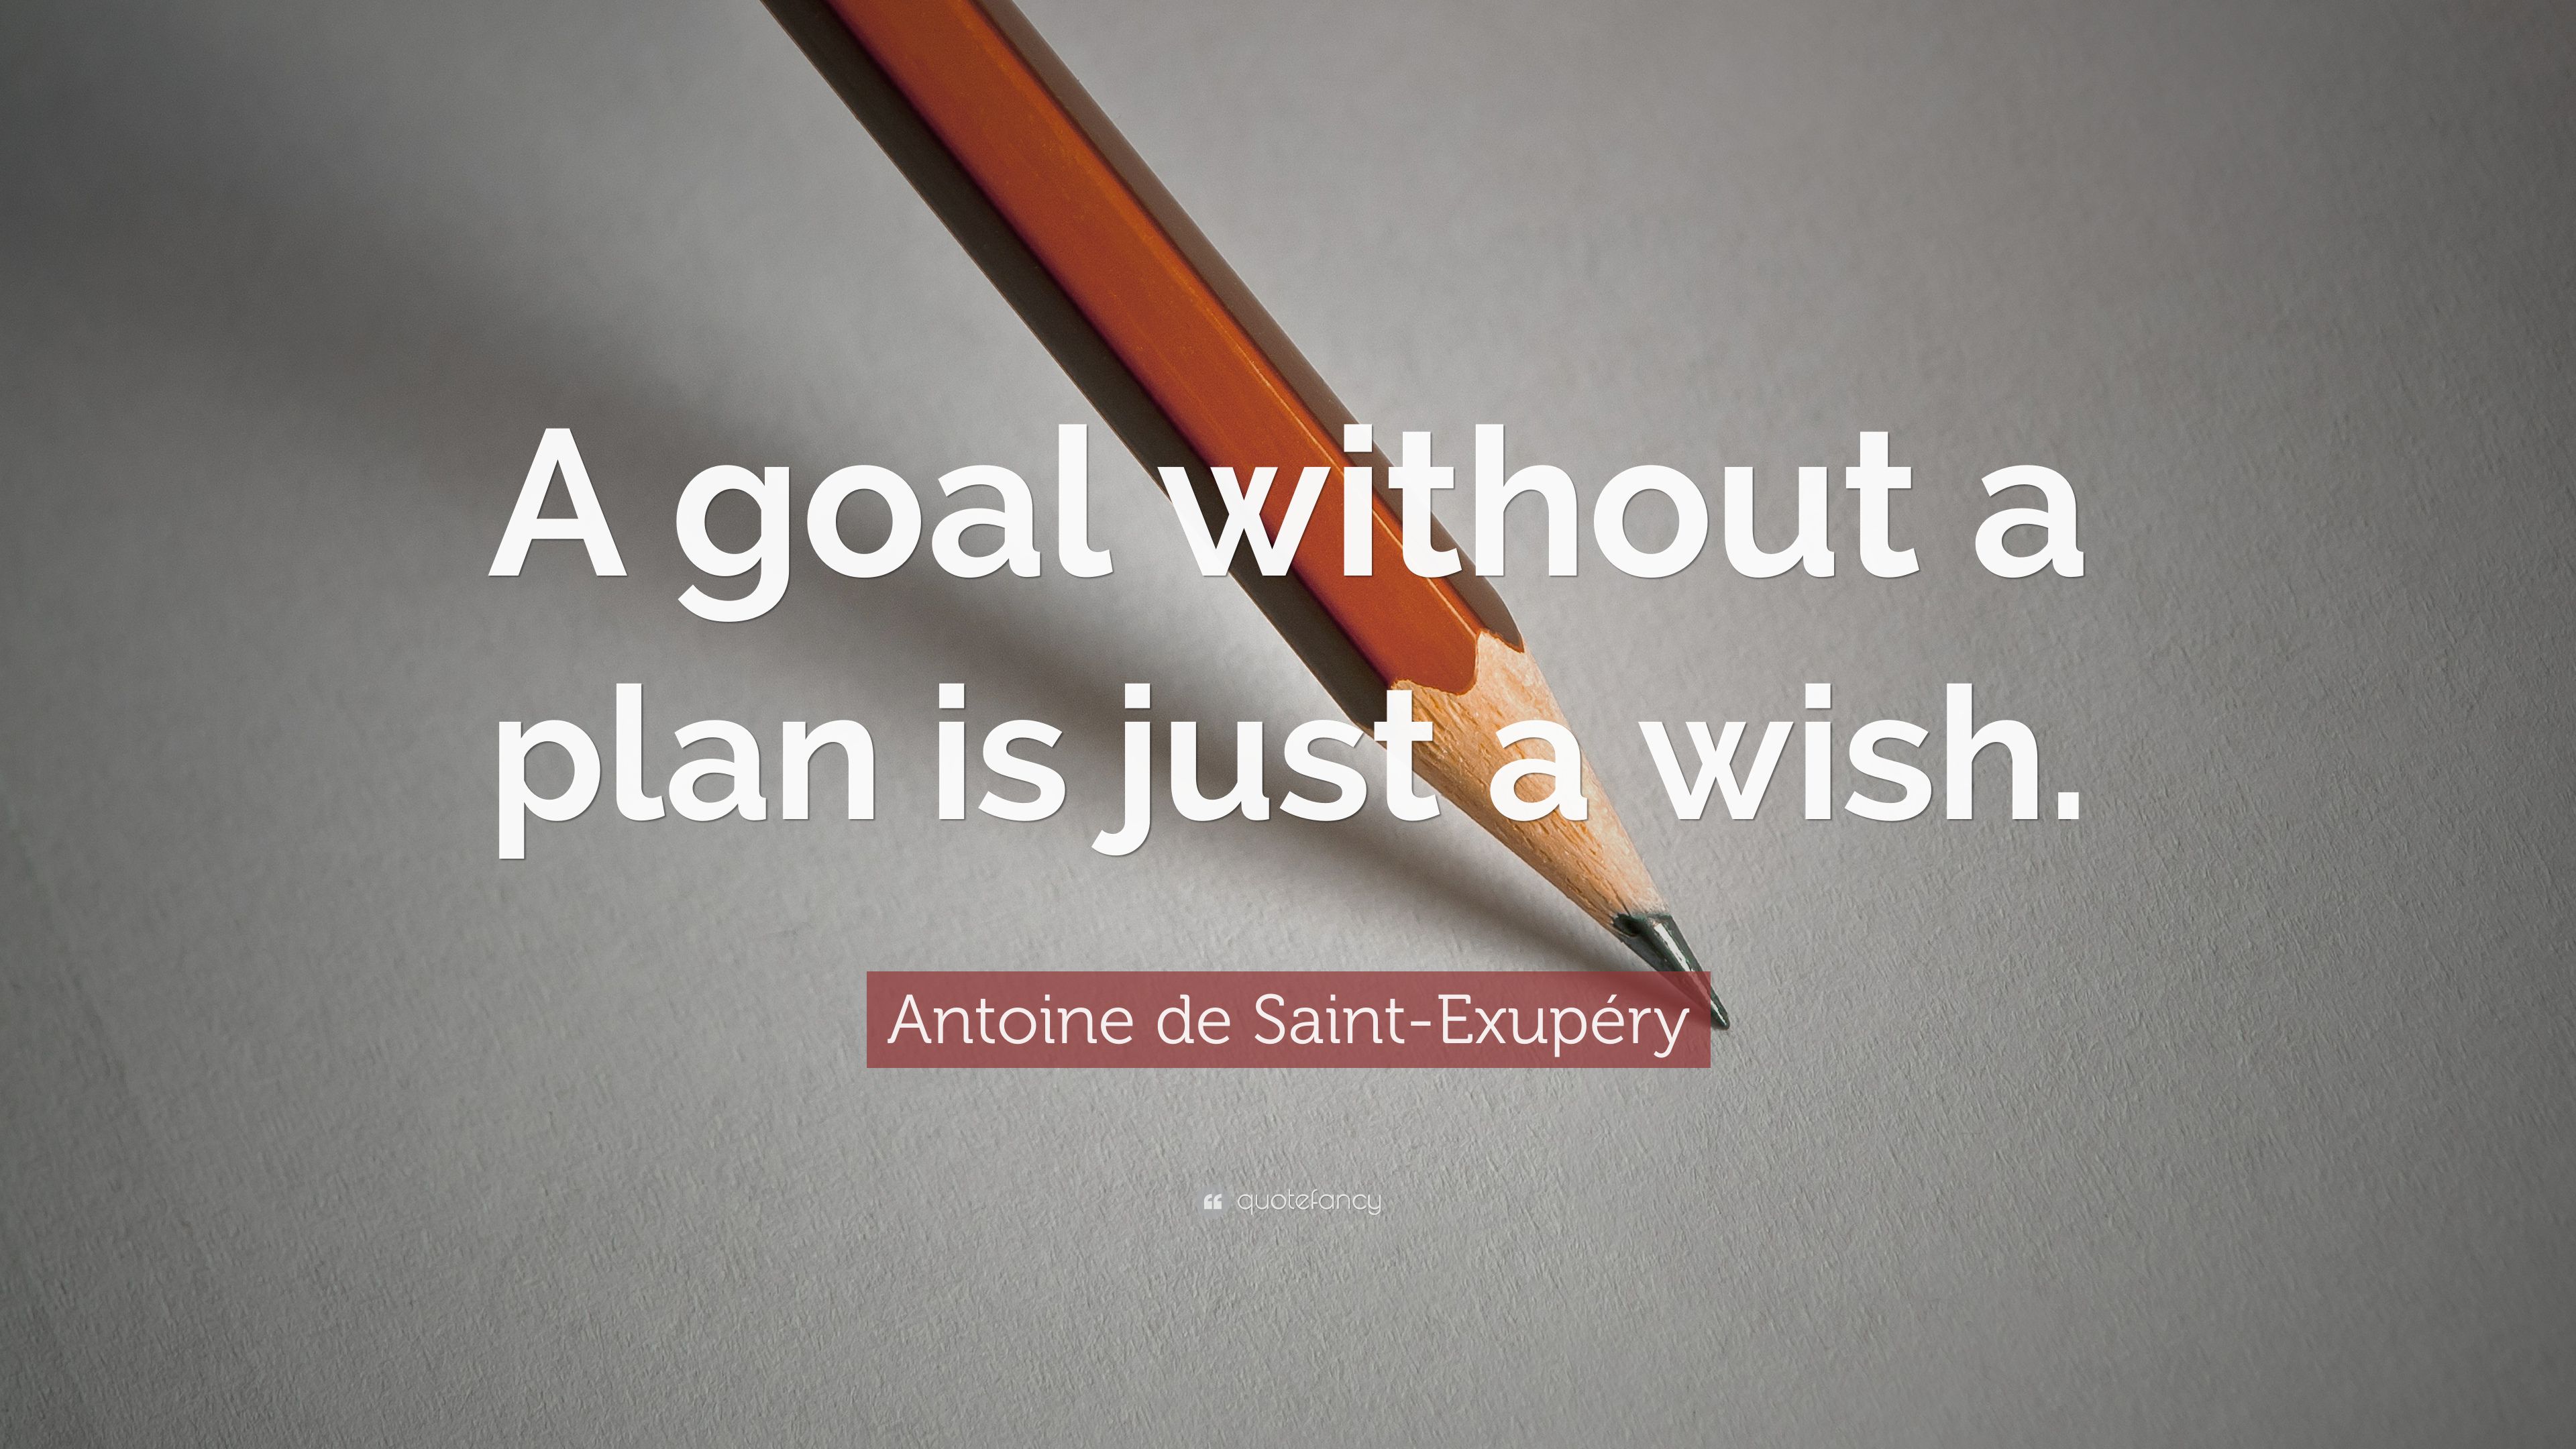 A goal without a
plan is just a wish.
Antoine de Saint-Exupéry
❝ quotefancy